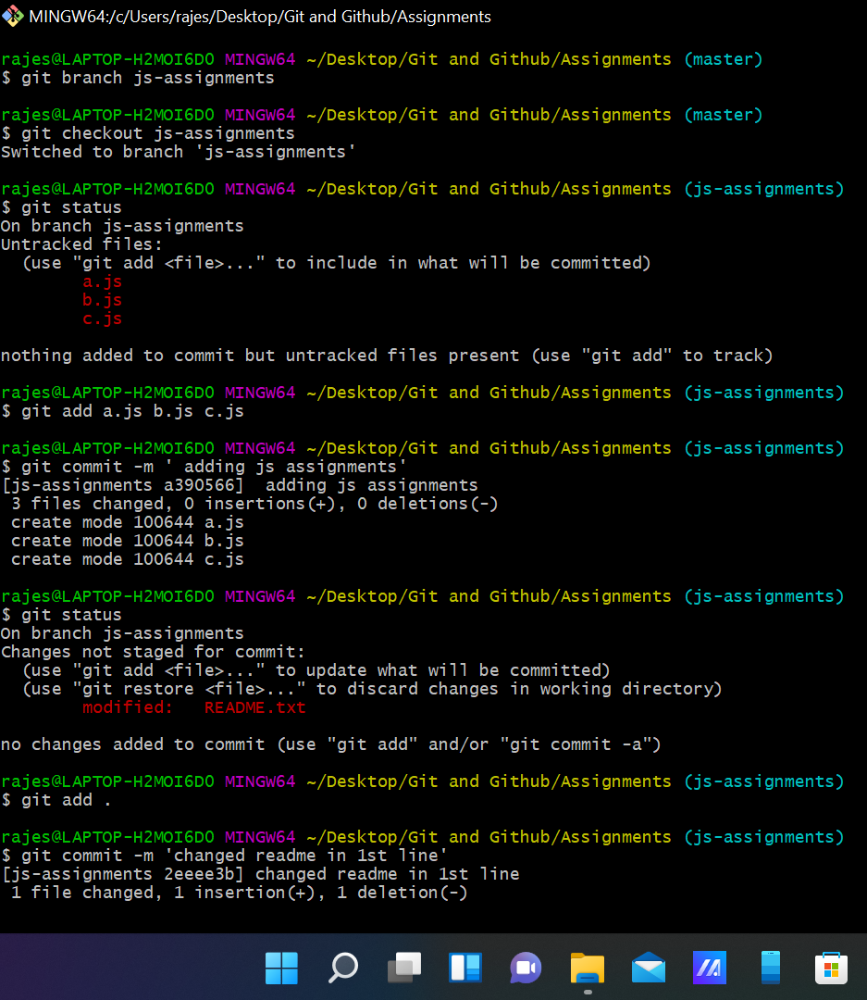 MINGW64:/c/Users/rajes/Desktop/Git and Github/Assignments
rajes@LAPTOP-H2MOI6DO MINGW64 ~/Desktop/Git and Github/Assignments (master)
$ git branch js-assignments
rajes@LAPTOP-H2MOI6DO MINGW64 ~/Desktop/Git and Github/Assignments (master)
$ git checkout js-assignments
Switched to branch 'js-assignments'
rajes@LAPTOP-H2MOI6DO MINGW64 ~/Desktop/Git and Github/Assignments (js-assignments)
$ git status
On branch js-assignments
Untracked files:
  (use "git add <file>..." to include in what will be committed)
        a.js
        b.js
        c.js
nothing added to commit but untracked files present (use "git add" to track)
rajes@LAPTOP-H2MOI6DO MINGW64 ~/Desktop/Git and Github/Assignments (js-assignments)
$ git add a.js b.js c.js
rajes@LAPTOP-H2MOI6DO MINGW64 ~/Desktop/Git and Github/Assignments (js-assignments)
$ git commit -m ' adding js assignments'
[js-assignments a390566]  adding js assignments
 3 files changed, 0 insertions(+), 0 deletions(-)
 create mode 100644 a.js
 create mode 100644 b.js
 create mode 100644 c.js
rajes@LAPTOP-H2MOI6DO MINGW64 ~/Desktop/Git and Github/Assignments (js-assignments)
$ git status
On branch js-assignments
Changes not staged for commit:
  (use "git add <file>..." to update what will be committed)
  (use "git restore <file>..." to discard changes in working directory)
        modified:   README.txt
no changes added to commit (use "git add" and/or "git commit -a")
rajes@LAPTOP-H2MOI6DO MINGW64 ~/Desktop/Git and Github/Assignments (js-assignments)
$ git add .
rajes@LAPTOP-H2MOI6DO MINGW64 ~/Desktop/Git and Github/Assignments (js-assignments)
$ git commit -m 'changed readme in 1st line'
[js-assignments 2eeee3b] changed readme in 1st line
 1 file changed, 1 insertion(+), 1 deletion(-)